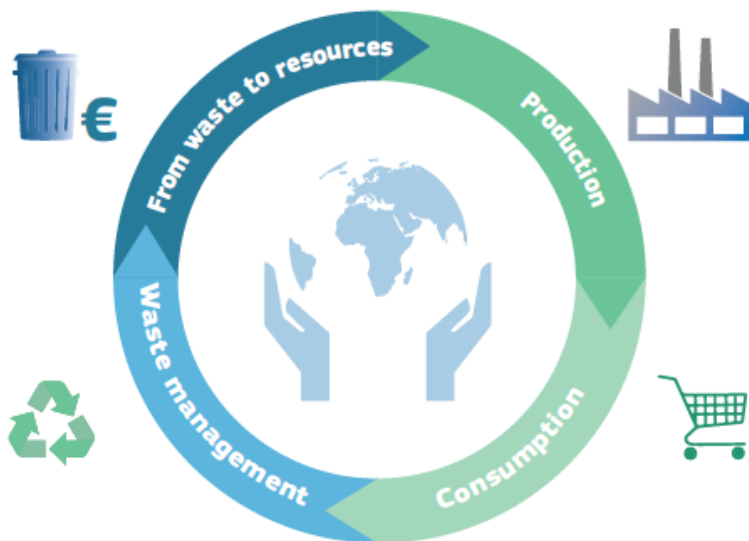 From waste to resources
€
Production
Waste management
Consumption